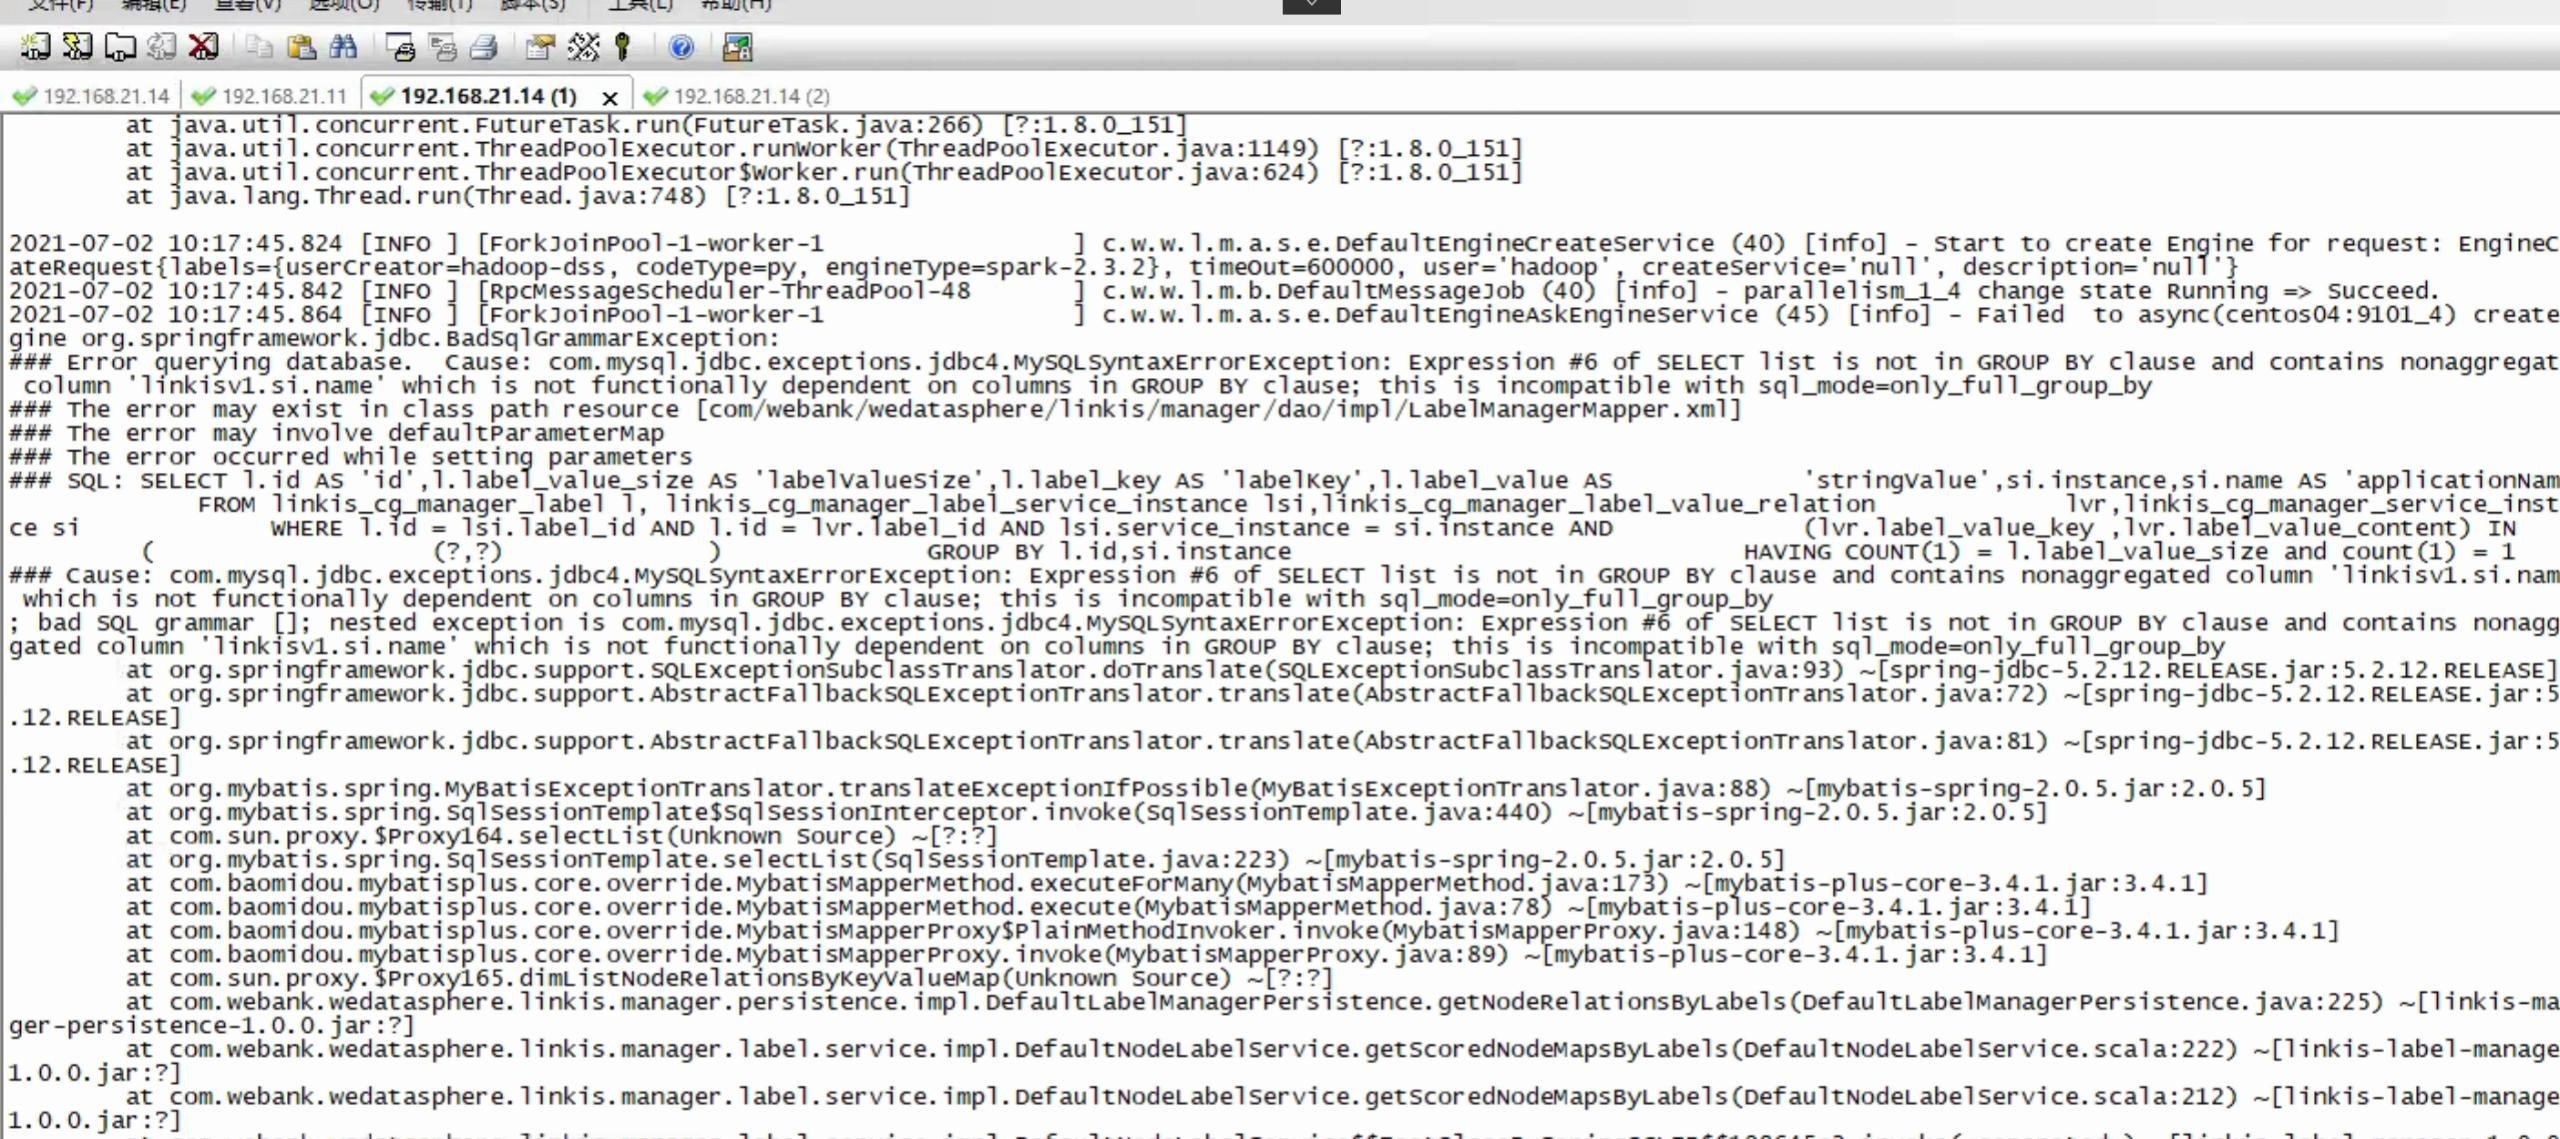 文件(F) 编辑(E) 查看(V) 选项(O) 传输(T) 脚本(S) 工具(L) 帮助(H)
192.168.21.14 192.168.21.11 192.168.21.14 (1) x 192.168.21.14 (2)
at java.util.concurrent.FutureTask.run(FutureTask.java:266) [?:1.8.0_151]
at java.util.concurrent.ThreadPoolExecutor.runWorker(ThreadPoolExecutor.java:1149) [?:1.8.0_151]
at java.util.concurrent.ThreadPoolExecutor$Worker.run(ThreadPoolExecutor.java:624) [?:1.8.0_151]
at java.lang.Thread.run(Thread.java:748) [?:1.8.0_151]
2021-07-02 10:17:45.824 [INFO ] [ForkJoinPool-1-worker-1 ] c.w.w.l.m.a.s.e.DefaultEngineCreateService (40) [info] - Start to create Engine for request: EngineC
ateRequest{labels={userCreator=hadoop-dss, codeType=py, engineType=spark-2.3.2}, timeOut=600000, user='hadoop', createService='null', description='null'}
2021-07-02 10:17:45.842 [INFO ] [RpcMessageScheduler-ThreadPool-48 ] c.w.w.l.m.b.DefaultMessageJob (40) [info] - parallelism_1_4 change state Running => Succeed.
2021-07-02 10:17:45.864 [INFO ] [ForkJoinPool-1-worker-1 ] c.w.w.l.m.a.s.e.DefaultEngineAskEngineService (45) [info] - Failed to async(centos04:9101_4) create
gine org.springframework.jdbc.BadSqlGrammarException:
### Error querying database. Cause: com.mysql.jdbc.exceptions.jdbc4.MySQLSyntaxErrorException: Expression #6 of SELECT list is not in GROUP BY clause and contains nonaggregat
column 'linkisv1.si.name' which is not functionally dependent on columns in GROUP BY clause; this is incompatible with sql_mode=only_full_group_by
### The error may exist in class path resource [com/webank/wedatasphere/linkis/manager/dao/impl/LabelManagerMapper.xml]
### The error may involve defaultParameterMap
### The error occurred while setting parameters
### SQL: SELECT l.id AS 'id',l.label_value_size AS 'labelValueSize',l.label_key AS 'labelKey',l.label_value AS 'stringValue',si.instance,si.name AS 'applicationNam
FROM linkis_cg_manager_label l, linkis_cg_manager_label_service_instance lsi,linkis_cg_manager_label_value_relation lvr,linkis_cg_manager_service_inst
ce si WHERE l.id = lsi.label_id AND l.id = lvr.label_id AND lsi.service_instance = si.instance AND (lvr.label_value_key ,lvr.label_value_content) IN
( (?,?) ) GROUP BY l.id,si.instance HAVING COUNT(1) = l.label_value_size and count(1) = 1
### Cause: com.mysql.jdbc.exceptions.jdbc4.MySQLSyntaxErrorException: Expression #6 of SELECT list is not in GROUP BY clause and contains nonaggregated column 'linkisv1.si.nam
which is not functionally dependent on columns in GROUP BY clause; this is incompatible with sql_mode=only_full_group_by
; bad SQL grammar []; nested exception is com.mysql.jdbc.exceptions.jdbc4.MySQLSyntaxErrorException: Expression #6 of SELECT list is not in GROUP BY clause and contains nonagg
gated column 'linkisv1.si.name' which is not functionally dependent on columns in GROUP BY clause; this is incompatible with sql_mode=only_full_group_by
at org.springframework.jdbc.support.SQLExceptionSubclassTranslator.doTranslate(SQLExceptionSubclassTranslator.java:93) ~[spring-jdbc-5.2.12.RELEASE.jar:5.2.12.RELEASE]
at org.springframework.jdbc.support.AbstractFallbackSQLExceptionTranslator.translate(AbstractFallbackSQLExceptionTranslator.java:72) ~[spring-jdbc-5.2.12.RELEASE.jar:5
.12.RELEASE]
at org.springframework.jdbc.support.AbstractFallbackSQLExceptionTranslator.translate(AbstractFallbackSQLExceptionTranslator.java:81) ~[spring-jdbc-5.2.12.RELEASE.jar:5
.12.RELEASE]
at org.mybatis.spring.MyBatisExceptionTranslator.translateExceptionIfPossible(MyBatisExceptionTranslator.java:88) ~[mybatis-spring-2.0.5.jar:2.0.5]
at org.mybatis.spring.SqlSessionTemplate$SqlSessionInterceptor.invoke(SqlSessionTemplate.java:440) ~[mybatis-spring-2.0.5.jar:2.0.5]
at com.sun.proxy.$Proxy164.selectList(Unknown Source) ~[?:?]
at org.mybatis.spring.SqlSessionTemplate.selectList(SqlSessionTemplate.java:223) ~[mybatis-spring-2.0.5.jar:2.0.5]
at com.baomidou.mybatisplus.core.override.MybatisMapperMethod.executeForMany(MybatisMapperMethod.java:173) ~[mybatis-plus-core-3.4.1.jar:3.4.1]
at com.baomidou.mybatisplus.core.override.MybatisMapperMethod.execute(MybatisMapperMethod.java:78) ~[mybatis-plus-core-3.4.1.jar:3.4.1]
at com.baomidou.mybatisplus.core.override.MybatisMapperProxy$PlainMethodInvoker.invoke(MybatisMapperProxy.java:148) ~[mybatis-plus-core-3.4.1.jar:3.4.1]
at com.baomidou.mybatisplus.core.override.MybatisMapperProxy.invoke(MybatisMapperProxy.java:89) ~[mybatis-plus-core-3.4.1.jar:3.4.1]
at com.sun.proxy.$Proxy165.dimListNodeRelationsByKeyValueMap(Unknown Source) ~[?:?]
at com.webank.wedatasphere.linkis.manager.persistence.impl.DefaultLabelManagerPersistence.getNodeRelationsByLabels(DefaultLabelManagerPersistence.java:225) ~[linkis-ma
ger-persistence-1.0.0.jar:?]
at com.webank.wedatasphere.linkis.manager.label.service.impl.DefaultNodeLabelService.getScoredNodeMapsByLabels(DefaultNodeLabelService.scala:222) ~[linkis-label-manage
1.0.0.jar:?]
at com.webank.wedatasphere.linkis.manager.label.service.impl.DefaultNodeLabelService.getScoredNodeMapsByLabels(DefaultNodeLabelService.scala:212) ~[linkis-label-manage
1.0.0.jar:?]